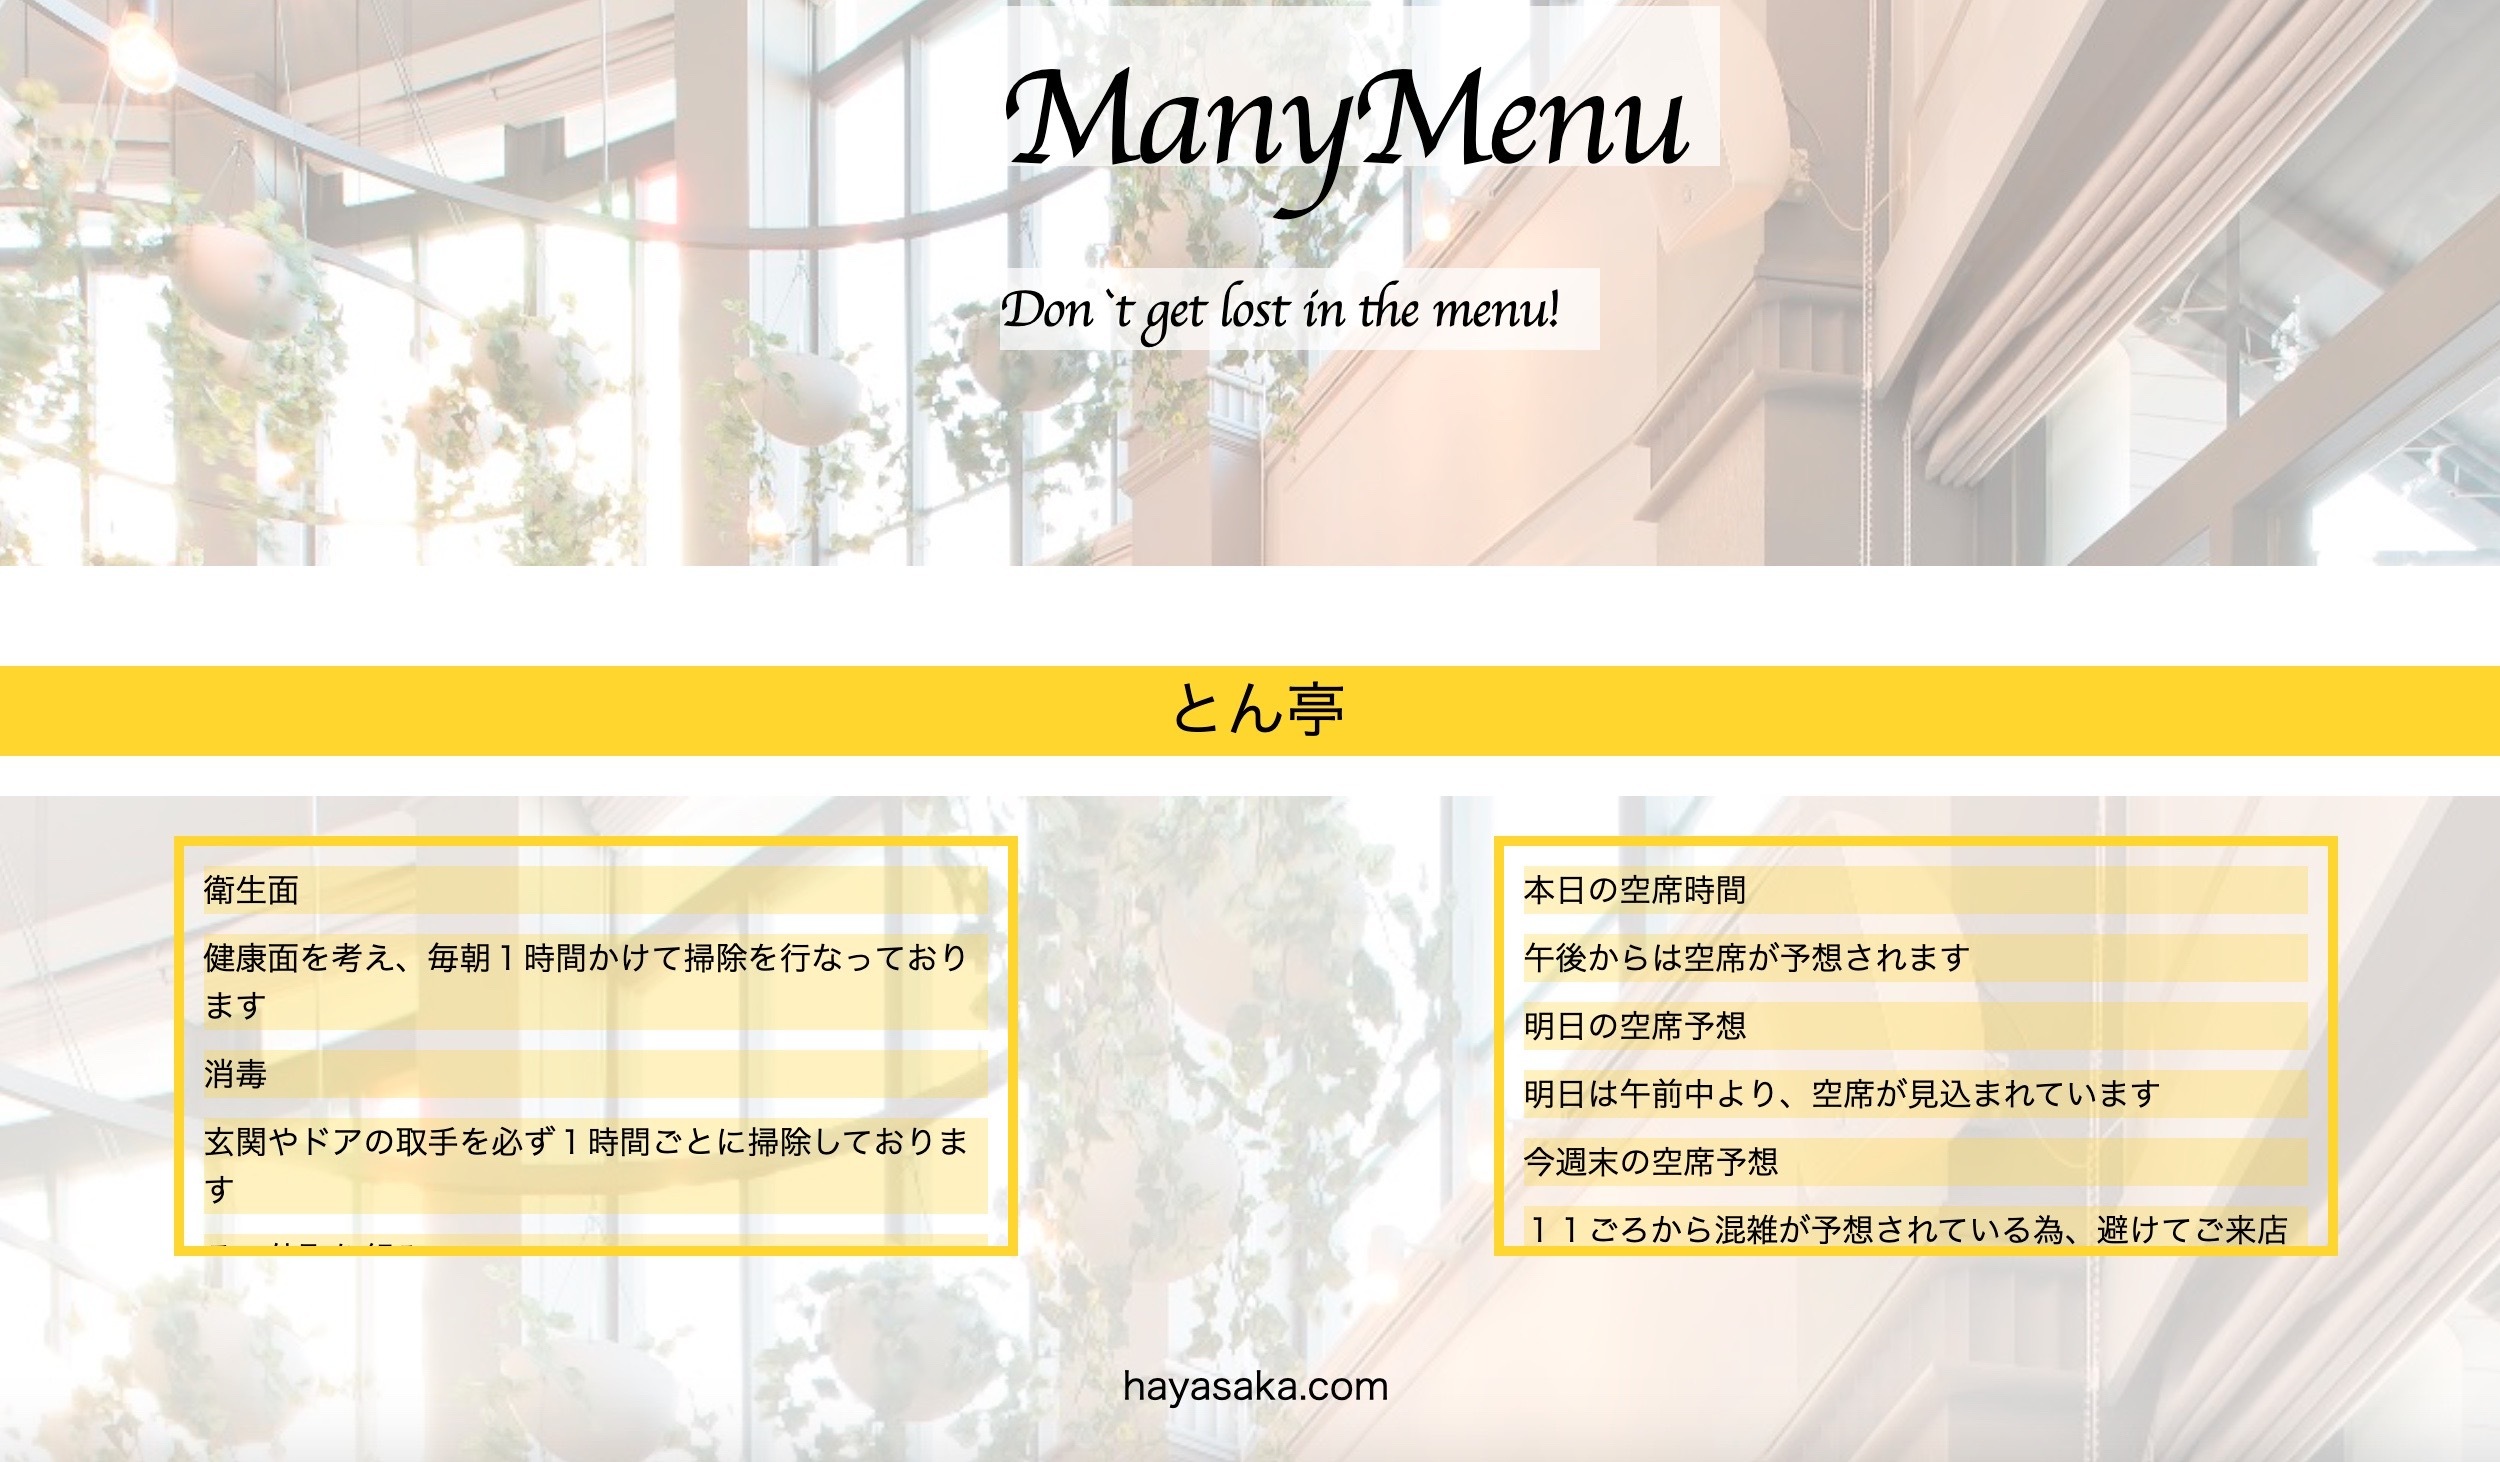 ManyMenu
Don`t get lost in the menu!
とん亭
衛生面
健康面を考え、毎朝１時間かけて掃除を行なっており
ます
消毒
玄関やドアの取手を必ず１時間ごとに掃除しておりま
す
本日の空席時間
午後からは空席が予想されます
明日の空席予想
明日は午前中より、空席が見込まれています
今週末の空席予想
１１ごろから混雑が予想されている為、避けてご来店
hayasaka.com